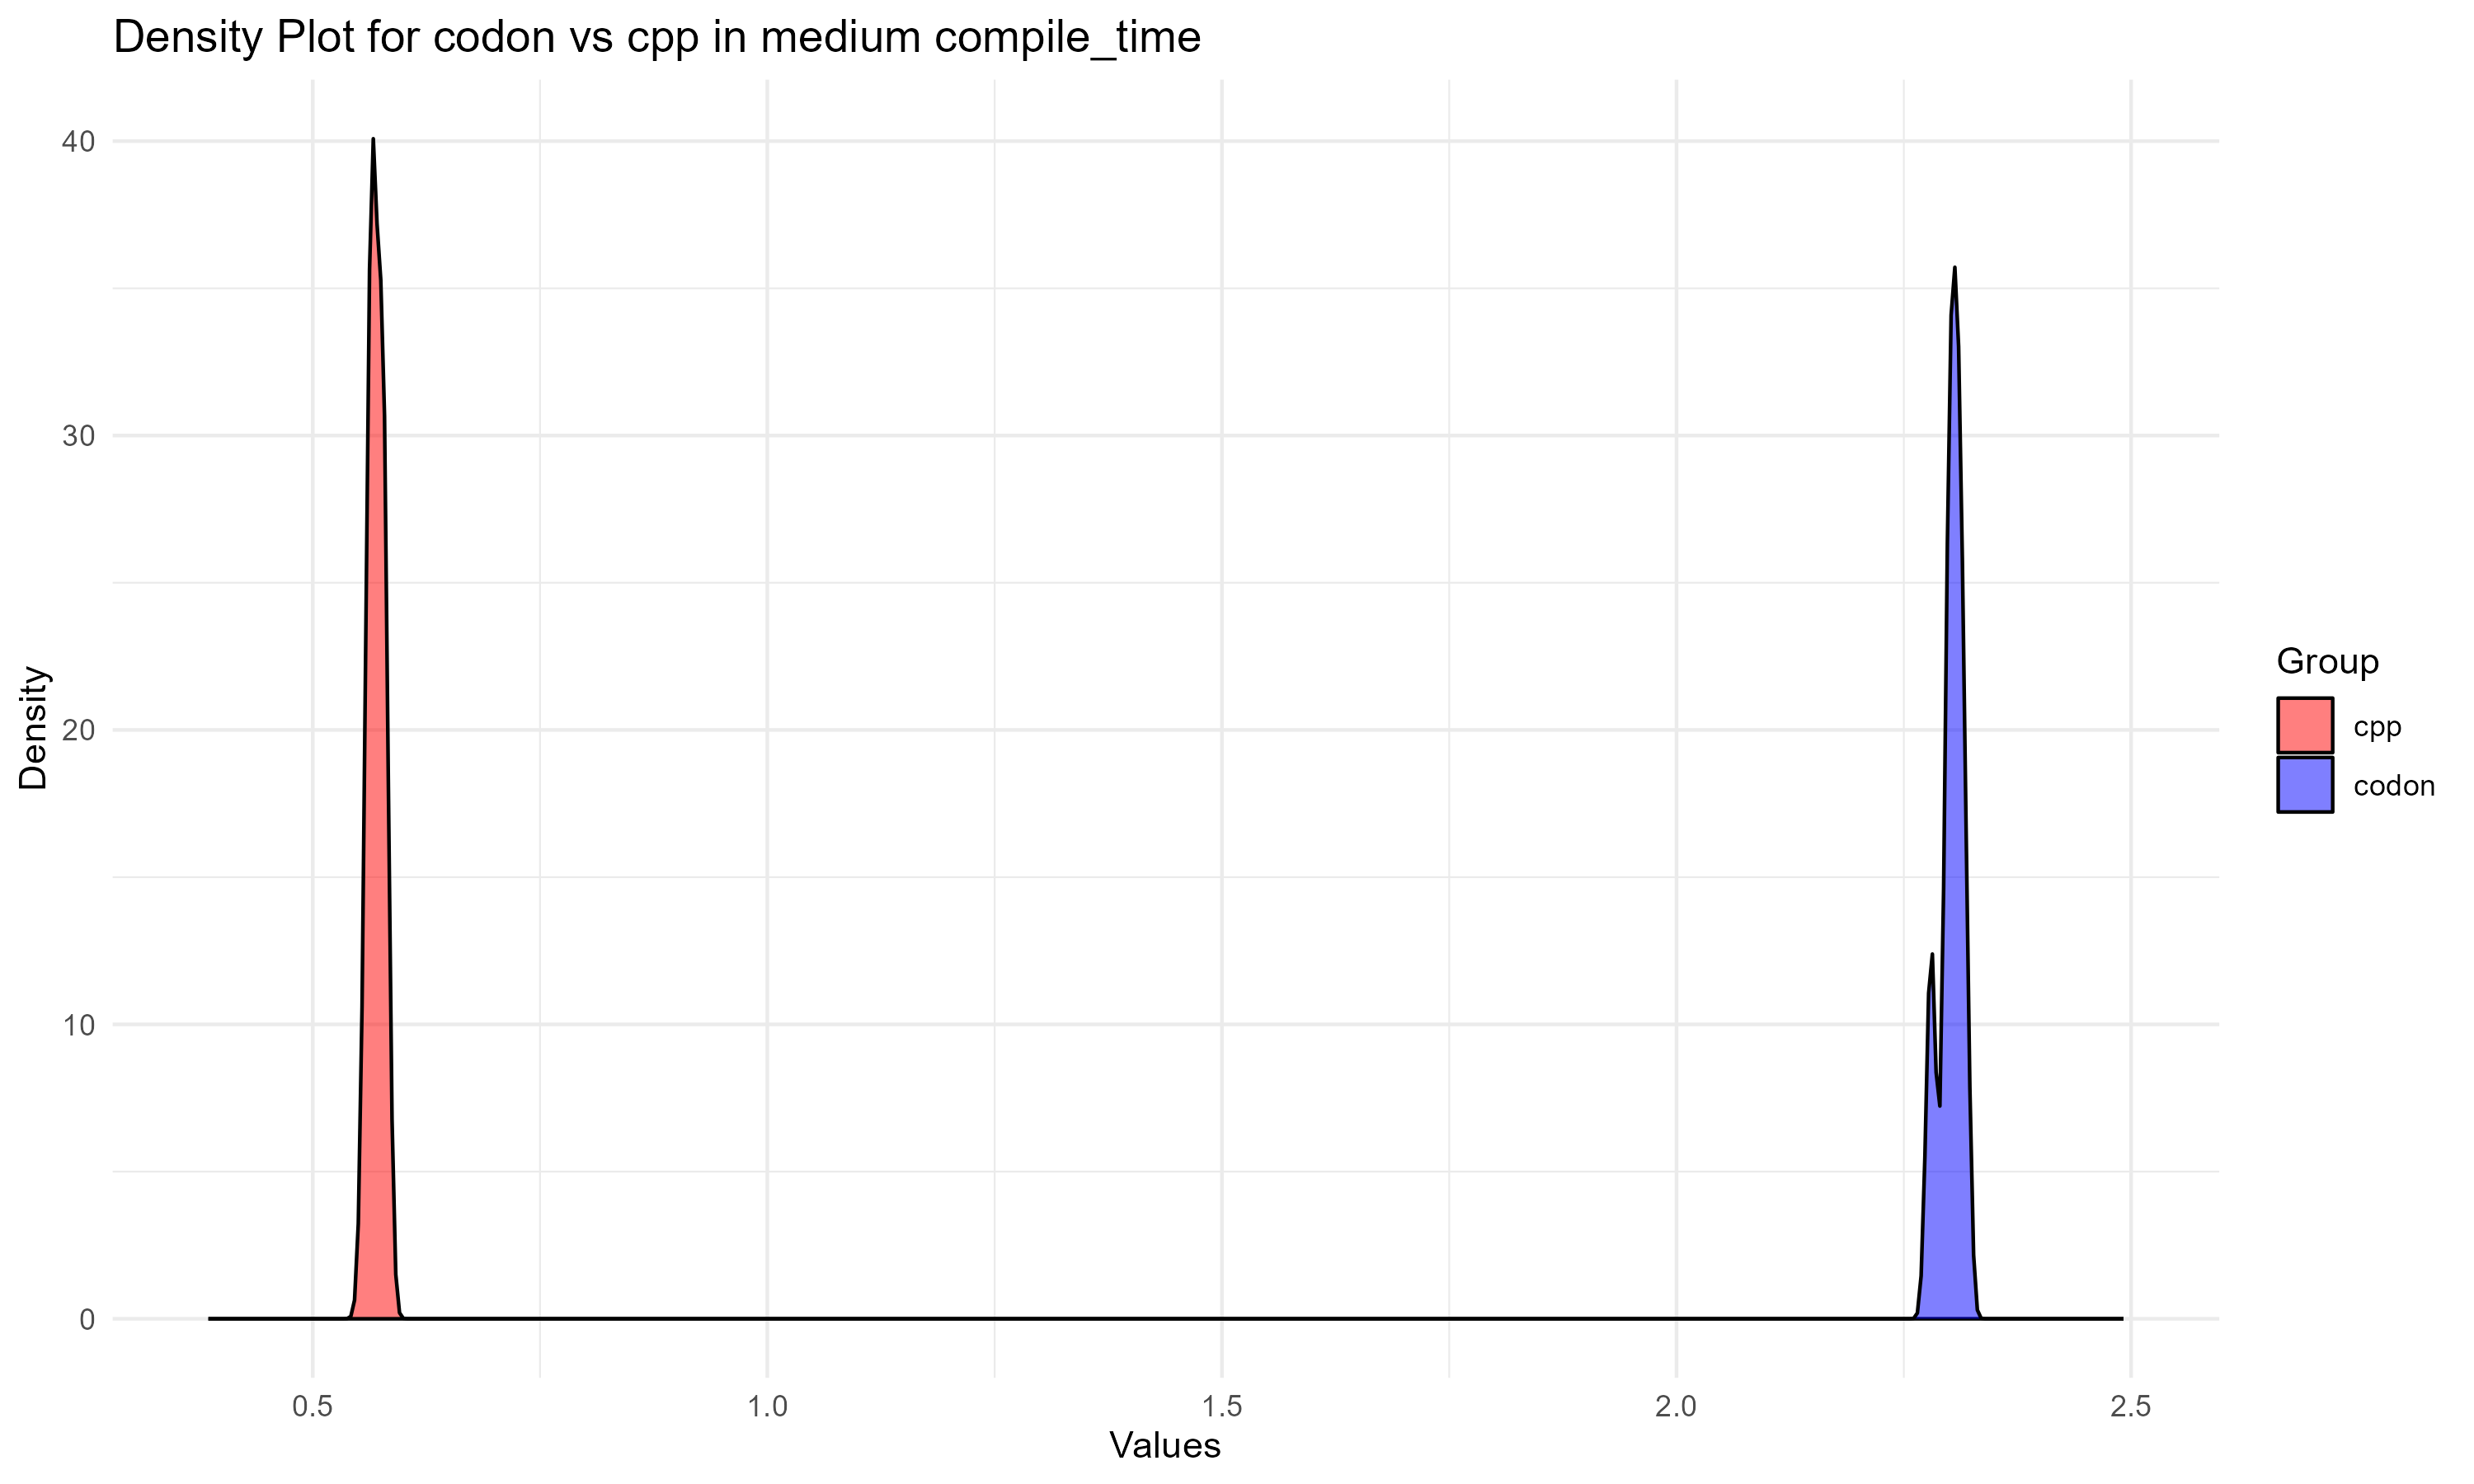 Density Plot for codon vs cpp in medium compile_time
40
30
20
10
0
Density
0.5 1.0 1.5 2.0 2.5
Values
Group
cpp
codon